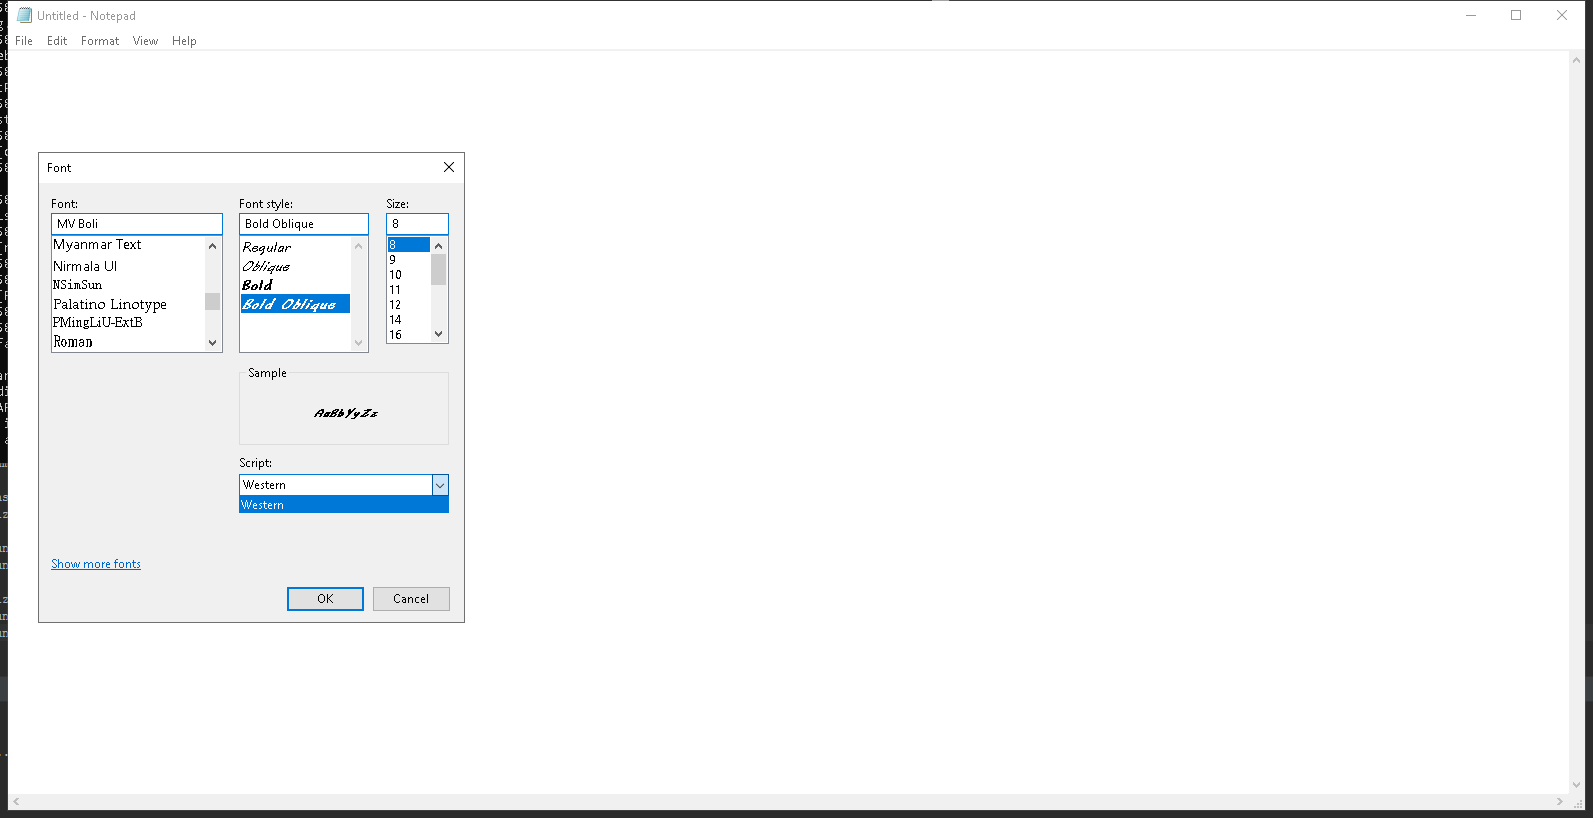 Untitled - Notepad
File Edit Format View Help
Font
Font: Font style: Size:
MV Boli Bold Oblique 8
Myanmar Text
Nirmala UI
NSimSun
Palatino Linotype
PMingLiU-ExtB
Roman
Regular
Oblique
Bold
Bold Oblique
8
9
10
11
12
14
16
Sample
AaBbYyZz
Script:
Western
Western
Show more fonts
OK Cancel